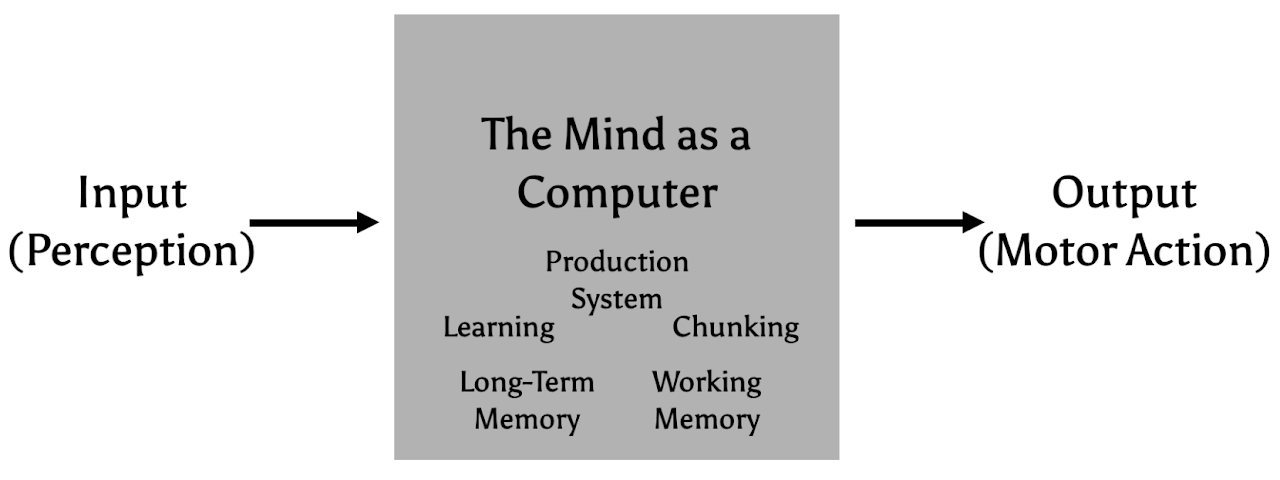 Input
(Perception)
The Mind as a
Computer
Production
System
Learning
Chunking
Long-Term
Memory
Working
Memory
Output
(Motor Action)